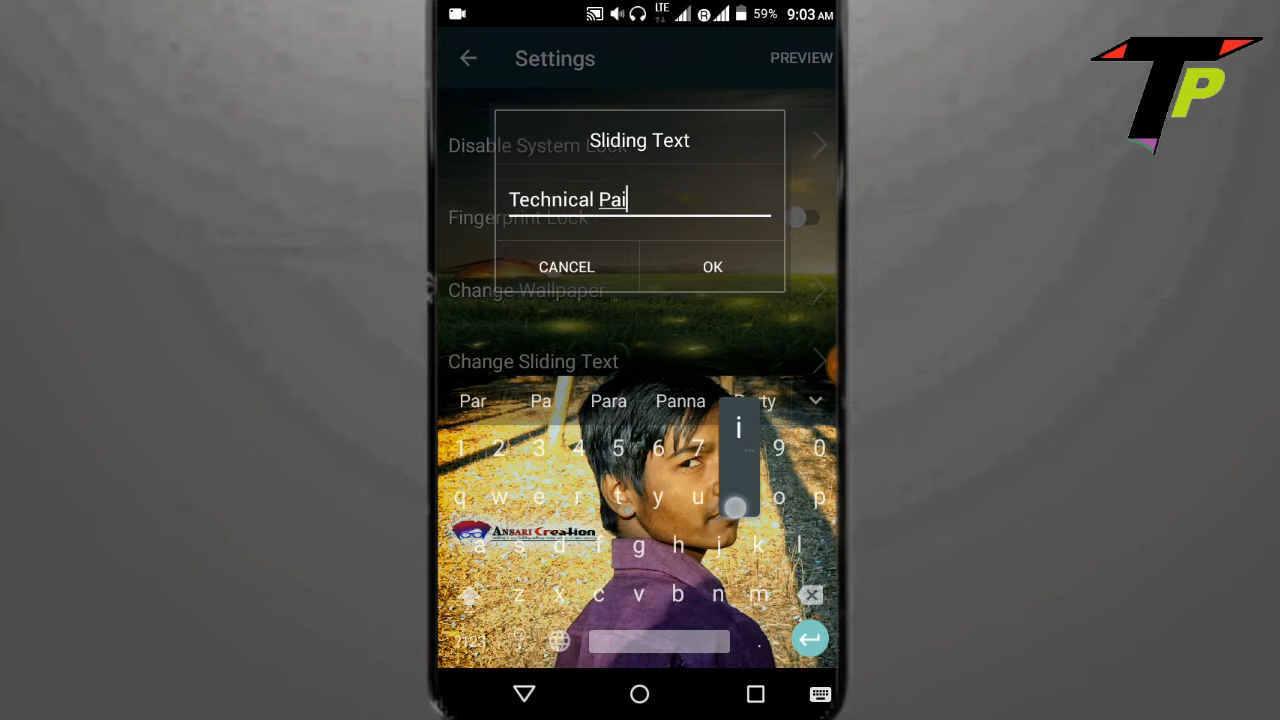 LTE R 59% 9:03 AM
Settings PREVIEW
Sliding Text
Disable System Lock
Technical Pai
Fingerprint Lock
CANCEL OK
Change Wallpaper
Change Sliding Text
Par Pa Para Panna
i
1 2 3 4 5 6 7 9 0
q w e r t y u o p
ANSARI Creation
a s d f g h j k l
z x c v b n m
?123 .
TP